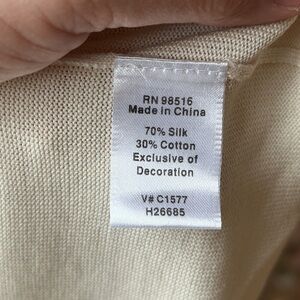 RN 98516
Made in China
70% Silk
30% Cotton
Exclusive of
Decoration
V# C1577
H26685